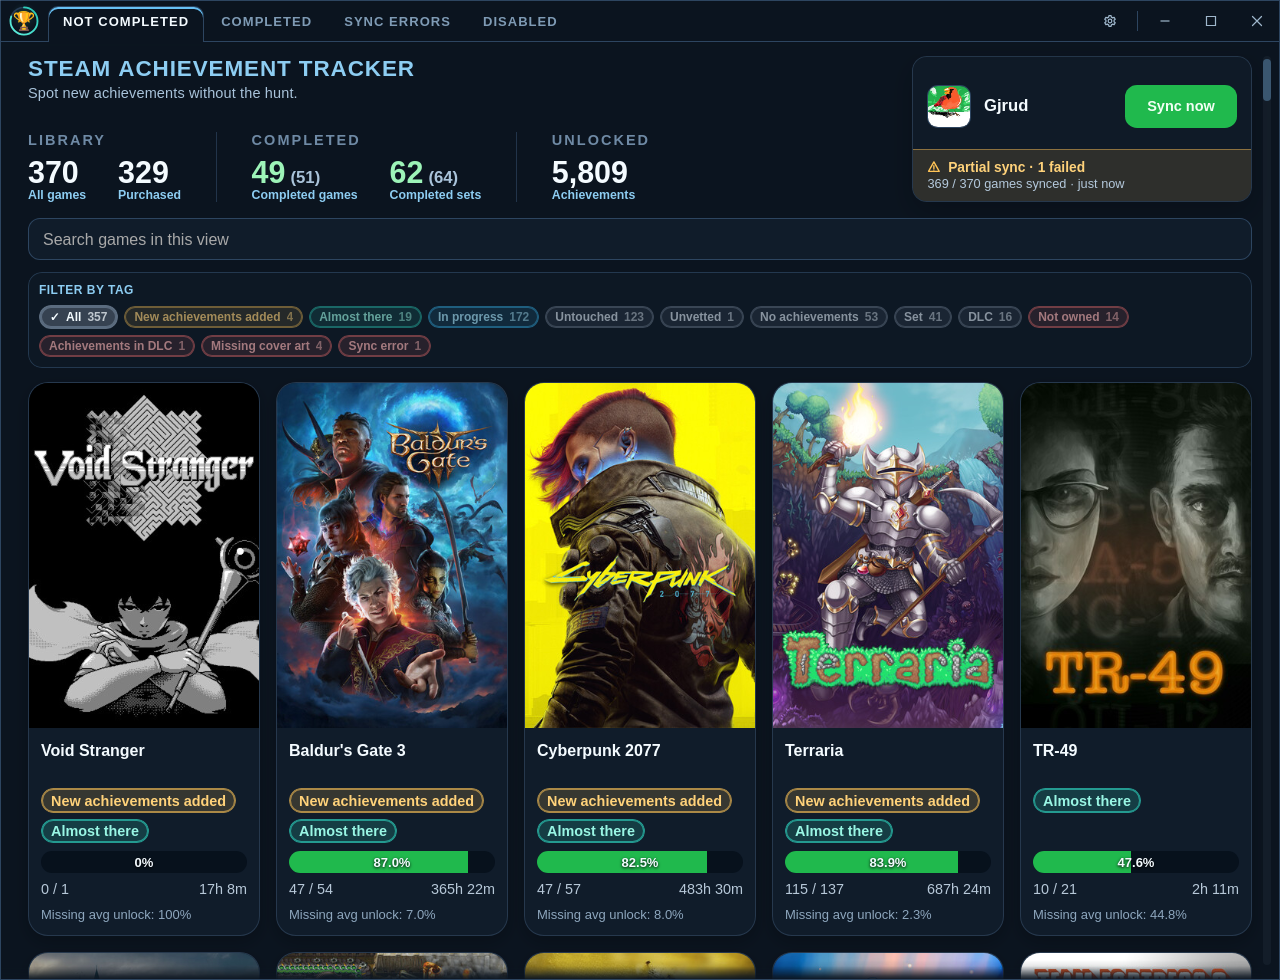 NOT COMPLETED
COMPLETED
SYNC ERRORS
DISABLED
STEAM ACHIEVEMENT TRACKER
Spot new achievements without the hunt.
LIBRARY
370
All games
329
Purchased
COMPLETED
49 (51)
Completed games
62 (64)
Completed sets
UNLOCKED
5,809
Achievements
Gjrud
Sync now
Partial sync · 1 failed
369 / 370 games synced · just now
Search games in this view
FILTER BY TAG
✓ All 357
New achievements added 4
Almost there 19
In progress 172
Untouched 123
Unvetted 1
No achievements 53
Set 41
DLC 16
Not owned 14
Achievements in DLC 1
Missing cover art 4
Sync error 1
Void Stranger
Void Stranger
New achievements added
Almost there
0%
0 / 1
17h 8m
Missing avg unlock: 100%
Baldur's Gate
Baldur's Gate 3
New achievements added
Almost there
87.0%
47 / 54
365h 22m
Missing avg unlock: 7.0%
SAMURAI
Cyberpunk
2077
Cyberpunk 2077
New achievements added
Almost there
82.5%
47 / 57
483h 30m
Missing avg unlock: 8.0%
Terraria
Terraria
New achievements added
Almost there
83.9%
115 / 137
687h 24m
Missing avg unlock: 2.3%
TR-49
TR-49
Almost there
47.6%
10 / 21
2h 11m
Missing avg unlock: 44.8%